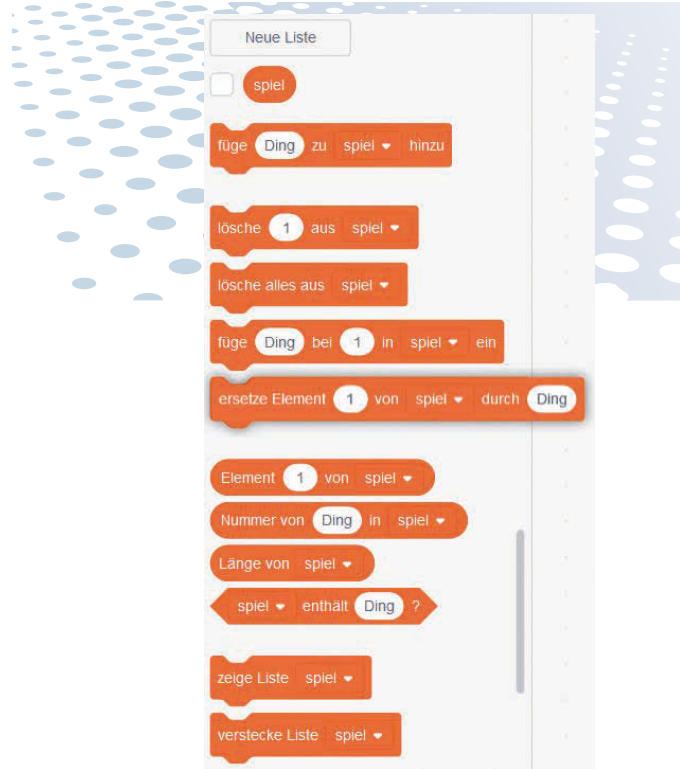 Neue Liste
spiel
füge Ding zu spiel hinzu
lösche 1 aus spiel
lösche alles aus spiel
füge Ding bei 1 in spiel ein
ersetze Element 1 von spiel durch Ding
Element 1 von spiel
Nummer von Ding in spiel
Länge von spiel
spiel enthält Ding ?
zeige Liste spiel
verstecke Liste spiel